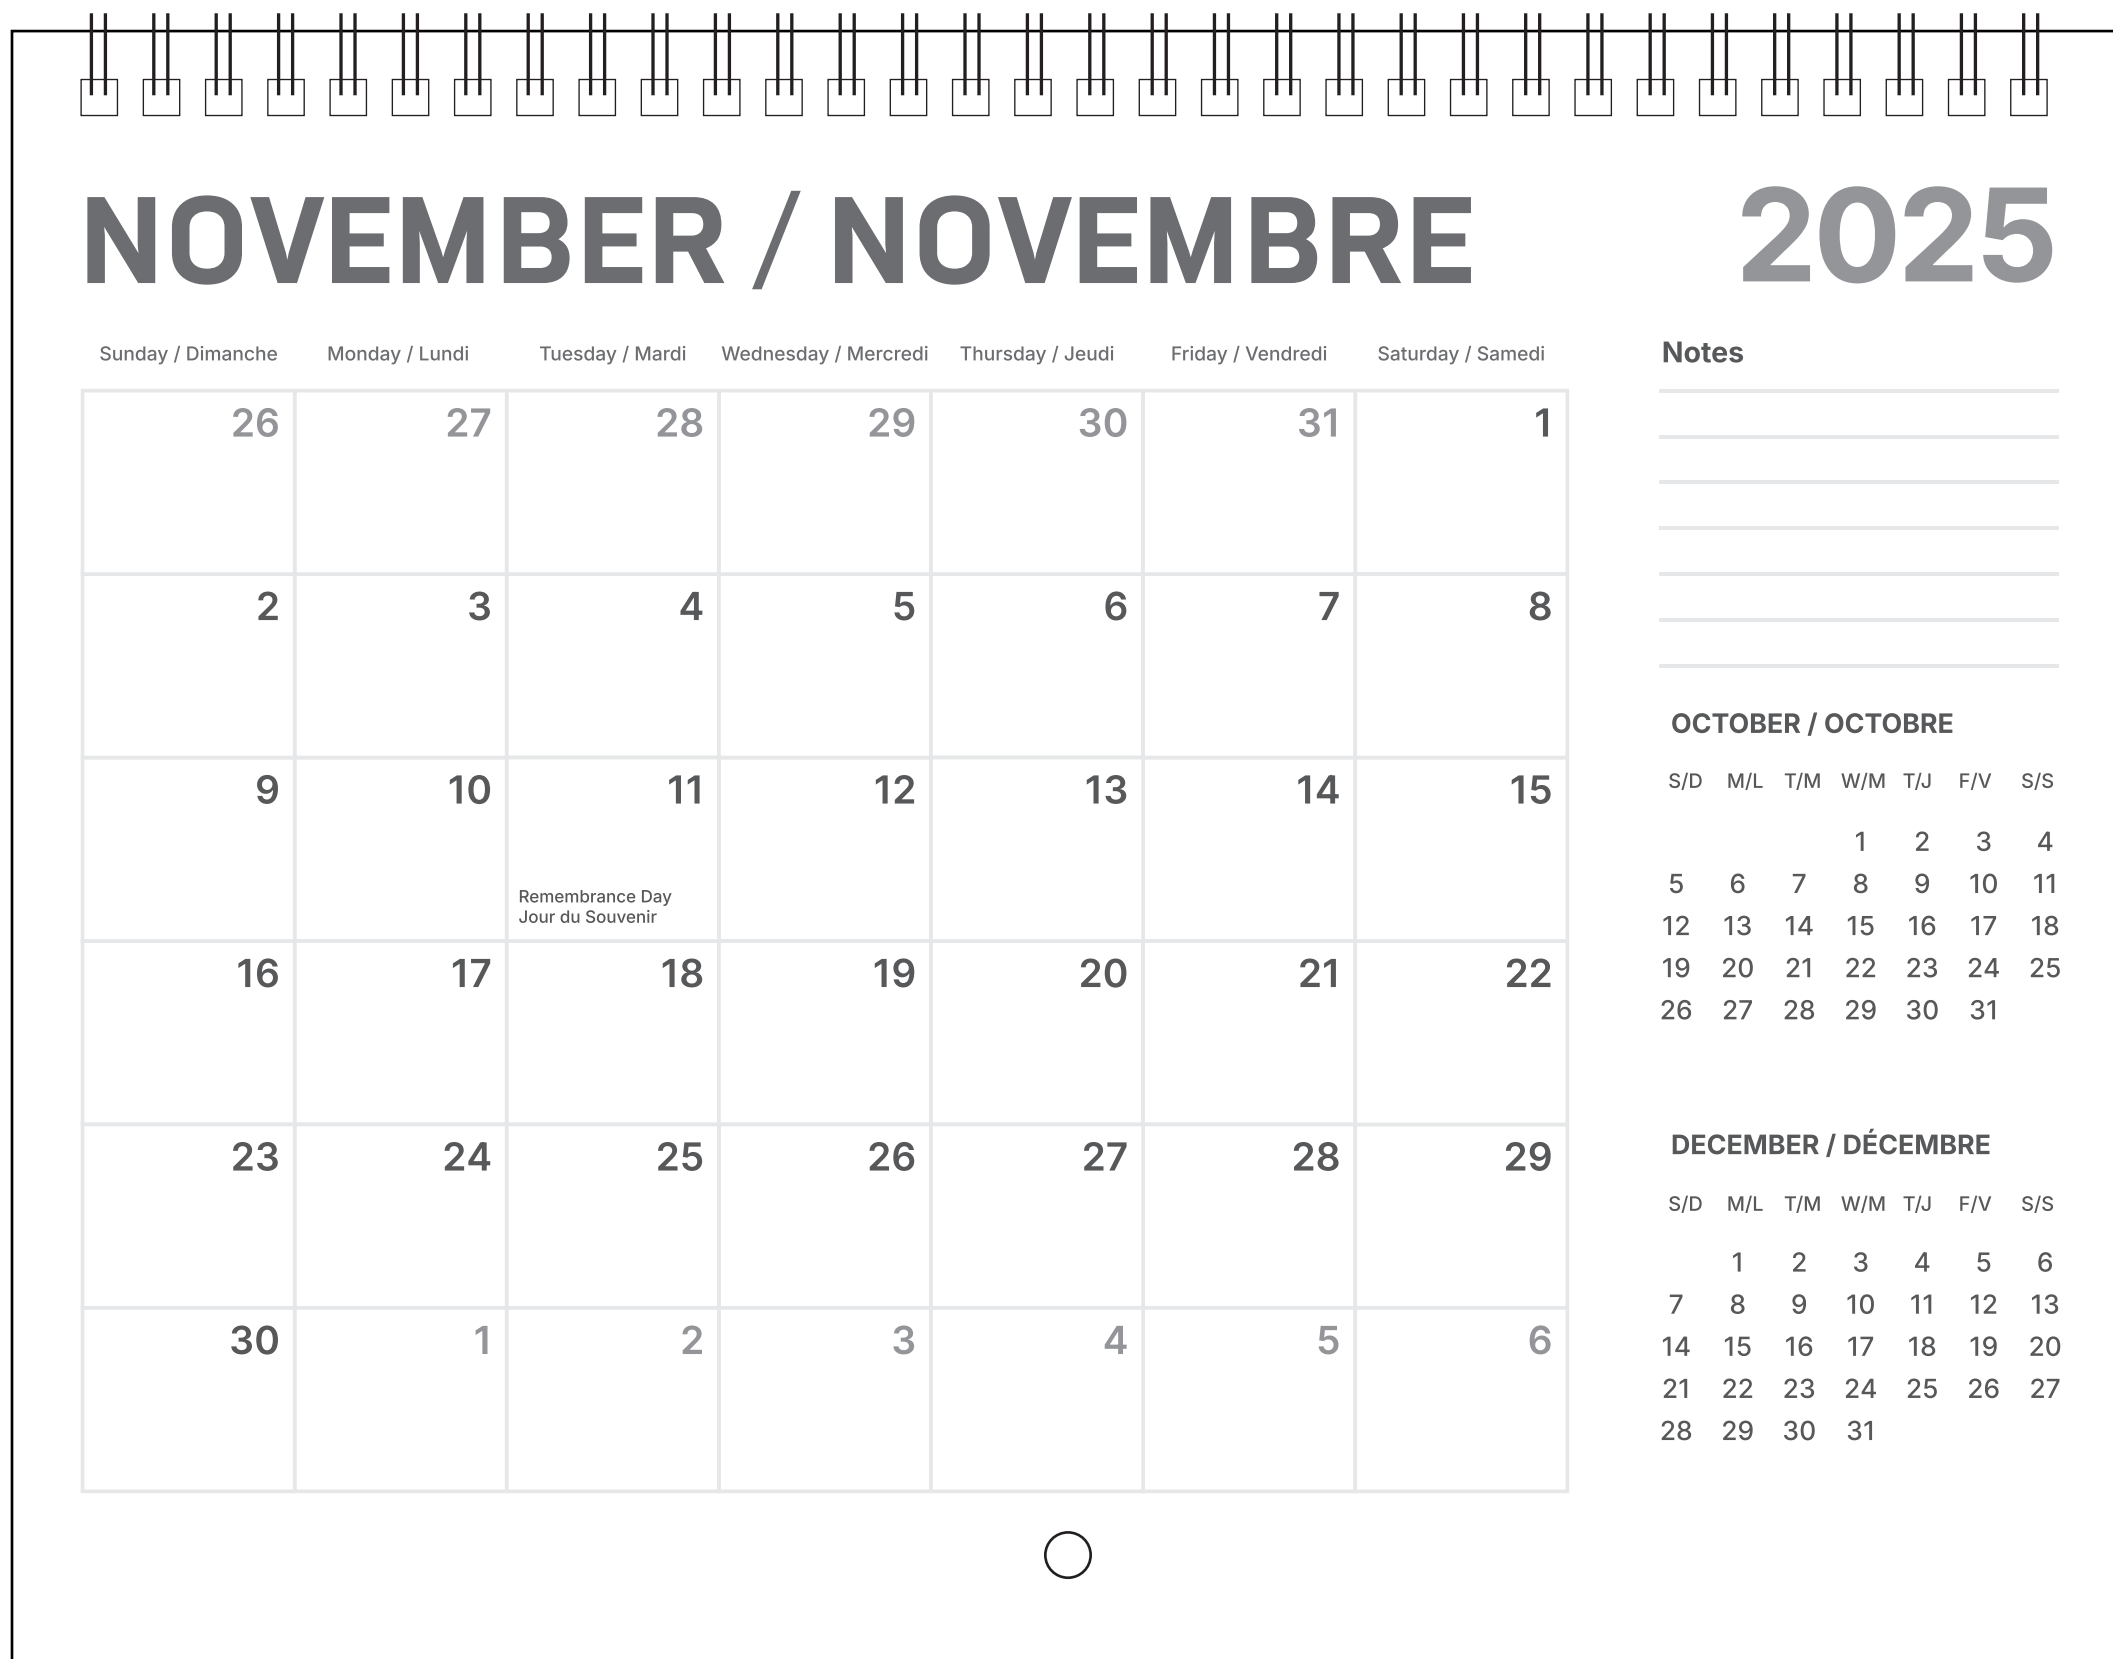 NOVEMBER / NOVEMBRE 2025
Sunday / Dimanche Monday / Lundi Tuesday / Mardi Wednesday / Mercredi Thursday / Jeudi Friday / Vendredi Saturday / Samedi
26 27 28 29 30 31 1
2 3 4 5 6 7 8
9 10 11 12 13 14 15
Remembrance Day
Jour du Souvenir
16 17 18 19 20 21 22
23 24 25 26 27 28 29
30 1 2 3 4 5 6
Notes
OCTOBER / OCTOBRE
S/D M/L T/M W/M T/J F/V S/S
1 2 3 4
5 6 7 8 9 10 11
12 13 14 15 16 17 18
19 20 21 22 23 24 25
26 27 28 29 30 31
DECEMBER / DÉCEMBRE
S/D M/L T/M W/M T/J F/V S/S
1 2 3 4 5 6
7 8 9 10 11 12 13
14 15 16 17 18 19 20
21 22 23 24 25 26 27
28 29 30 31